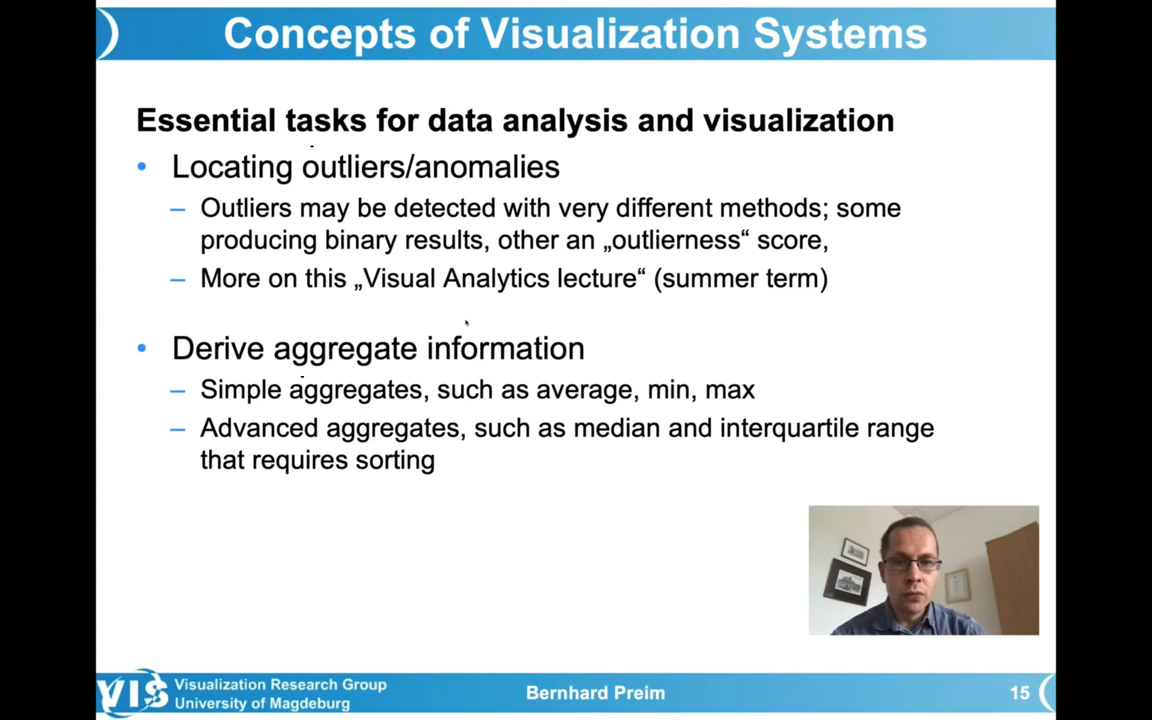 Concepts of Visualization Systems
Essential tasks for data analysis and visualization
• Locating outliers/anomalies
– Outliers may be detected with very different methods; some
producing binary results, other an „outlierness“ score,
– More on this „Visual Analytics lecture“ (summer term)
• Derive aggregate information
– Simple aggregates, such as average, min, max
– Advanced aggregates, such as median and interquartile range
that requires sorting
VIS
Visualization Research Group
University of Magdeburg
Bernhard Preim
15